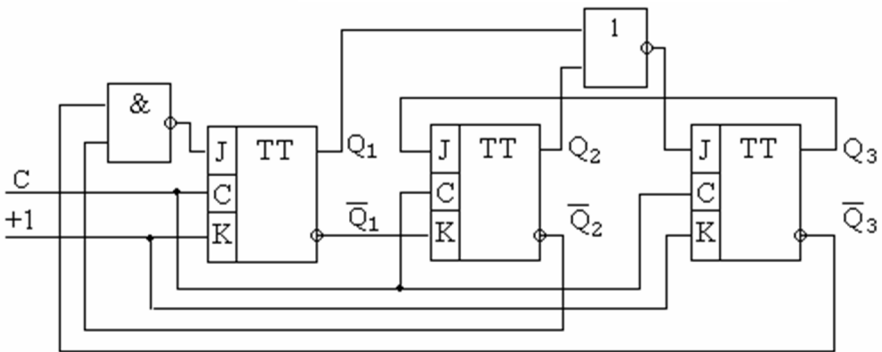 1
&
J TT Q₁
C
K Q̅₁
J TT Q₂
C
K Q̅₂
J TT Q₃
C
K Q̅₃
C
+1